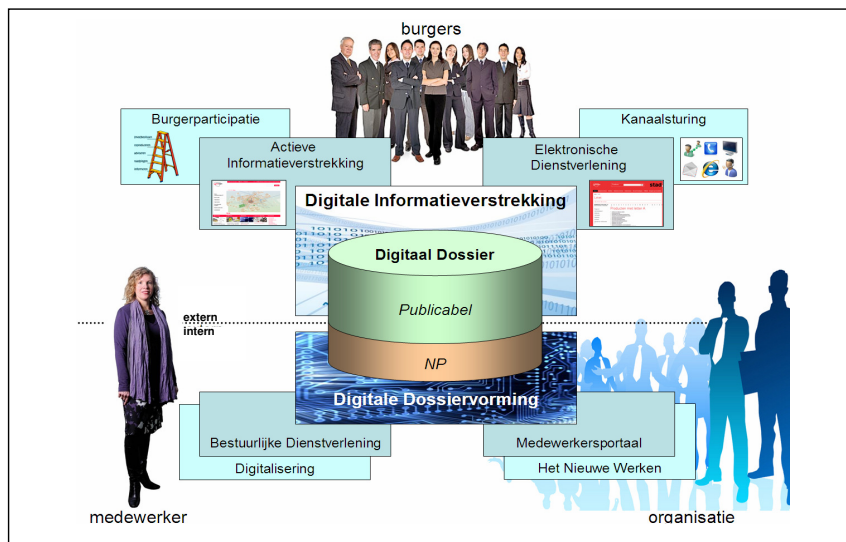 burgers
Burgerparticipatie
Kanaalsturing
Actieve
Informatieverstrekking
Elektronische
Dienstverlening
Digitale Informatieverstrekking
Digitaal Dossier
Publicabel
extern
intern
NP
Digitale Dossiervorming
Bestuurlijke Dienstverlening
Medewerkersportaal
Digitalisering
Het Nieuwe Werken
medewerker
organisatie